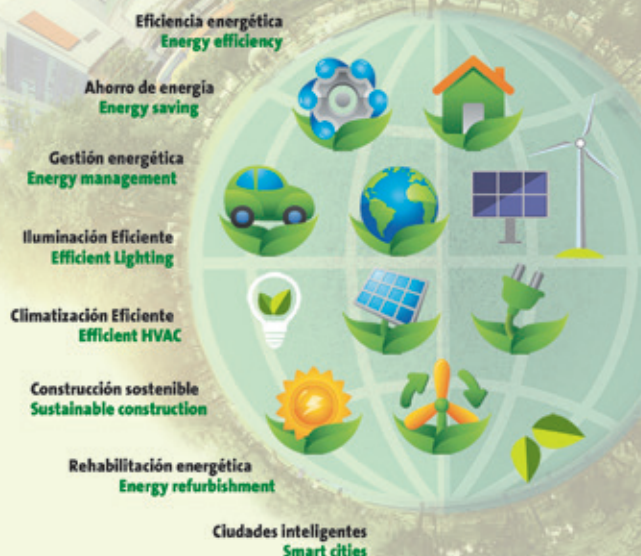 Eficiencia energética
Energy efficiency
Ahorro de energía
Energy saving
Gestión energética
Energy management
Iluminación Eficiente
Efficient Lighting
Climatización Eficiente
Efficient HVAC
Construcción sostenible
Sustainable construction
Rehabilitación energética
Energy refurbishment
Ciudades inteligentes
Smart cities